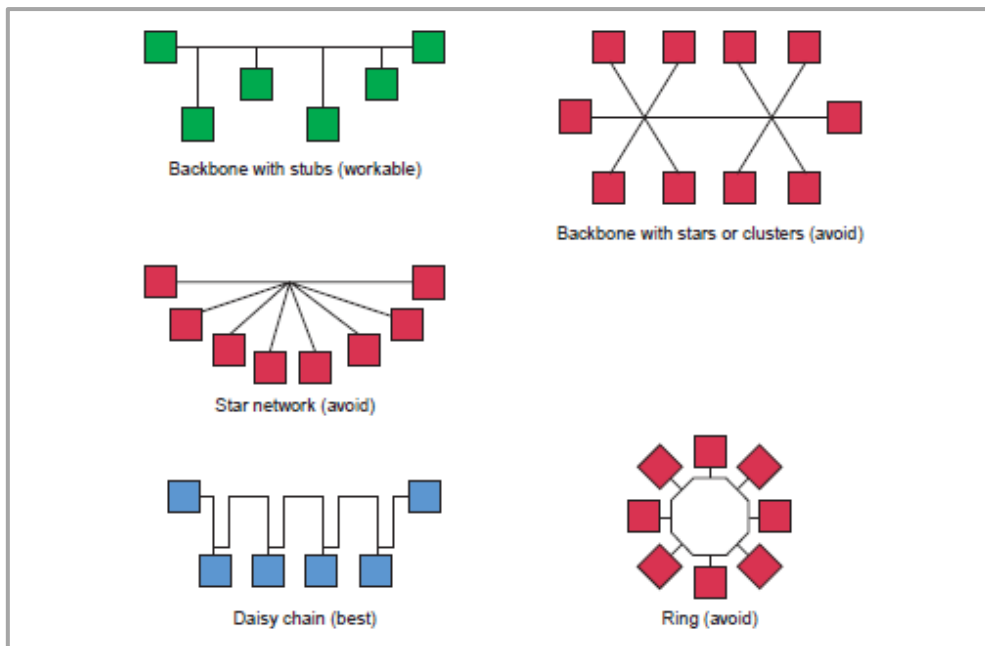 Backbone with stubs (workable)
Backbone with stars or clusters (avoid)
Star network (avoid)
Daisy chain (best)
Ring (avoid)